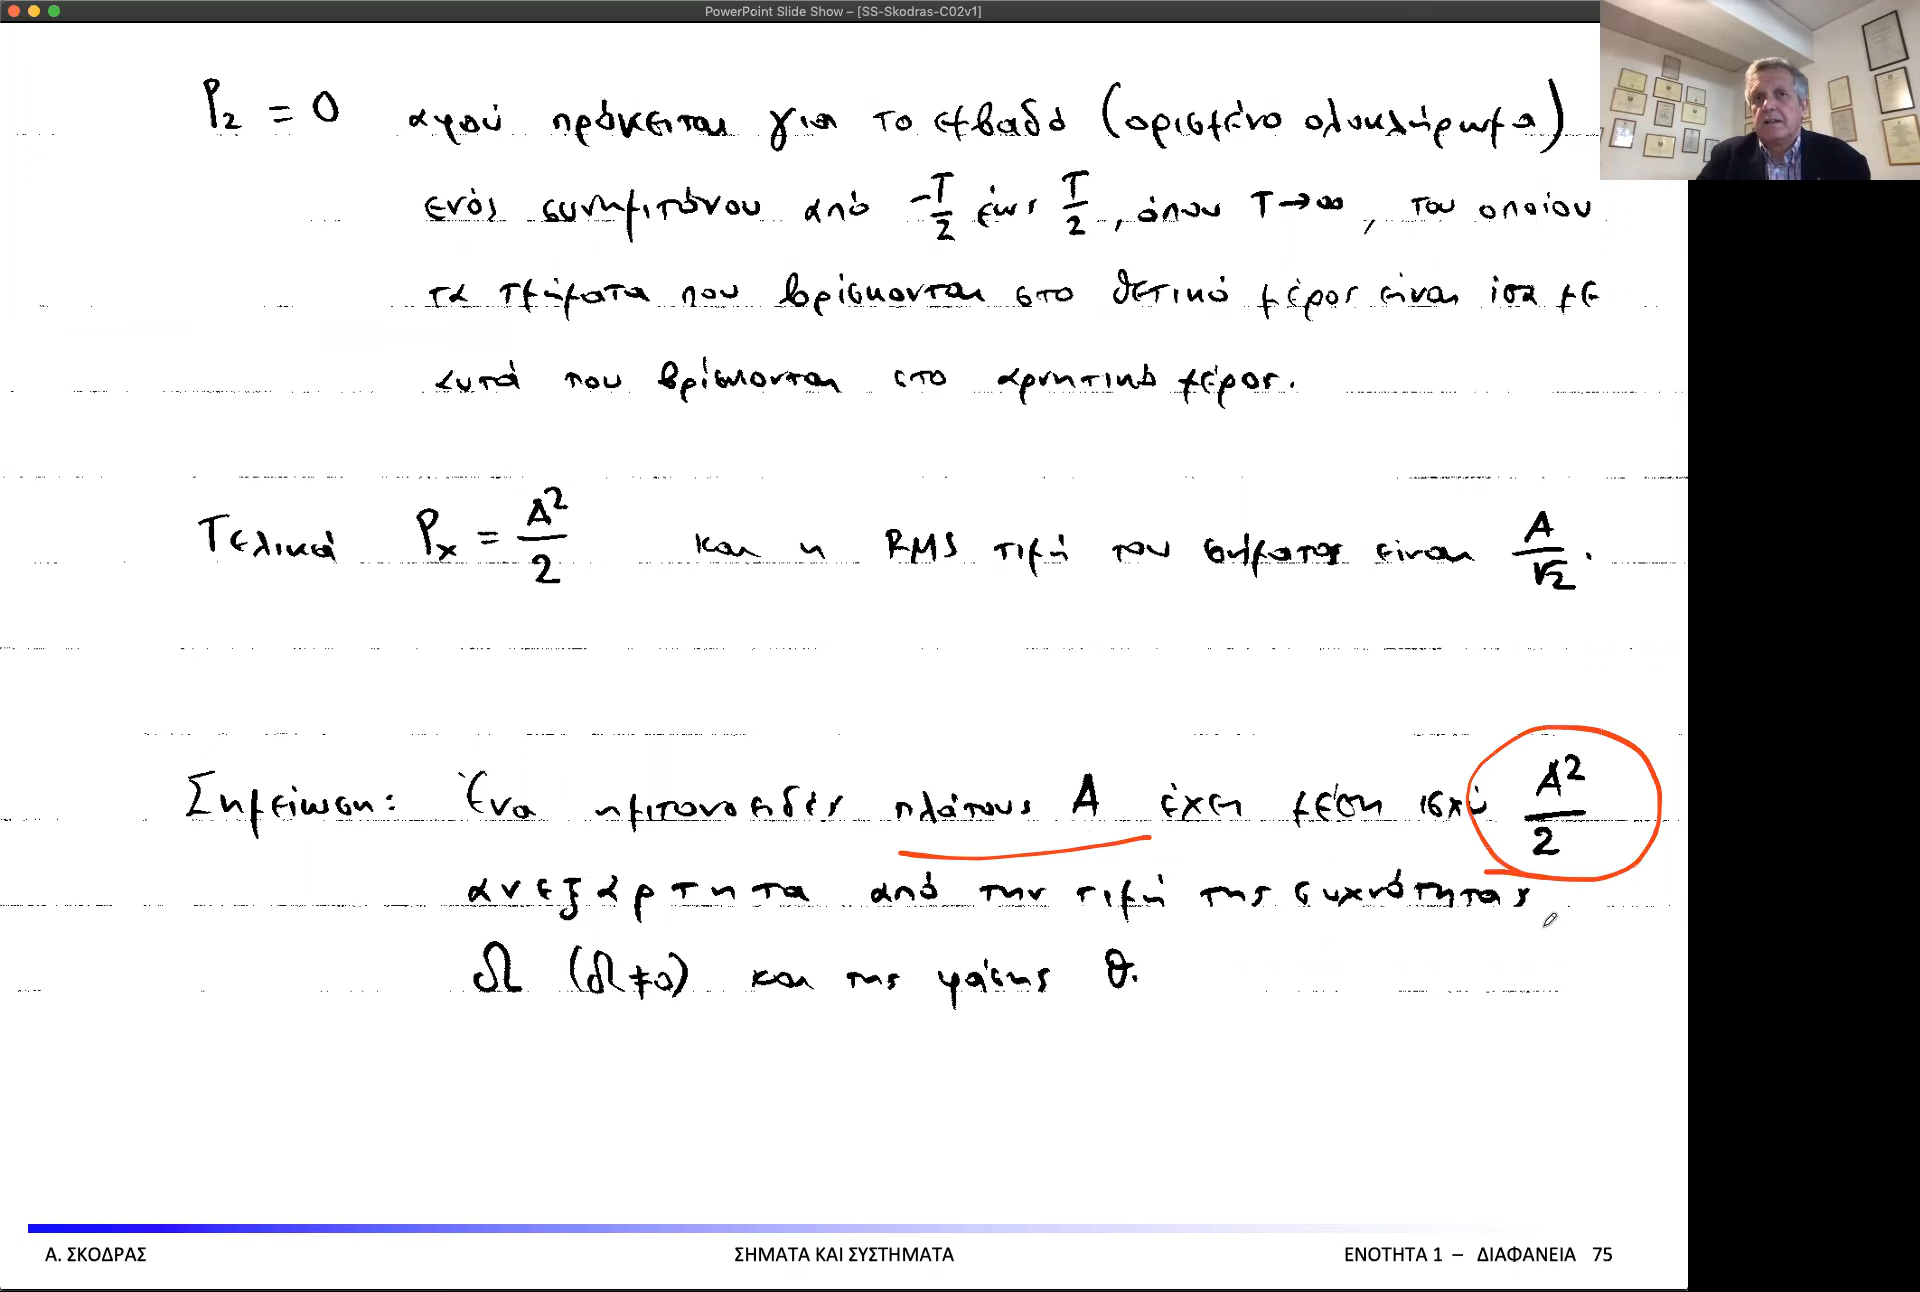 PowerPoint Slide Show – [SS-Skodras-C02v1]
P₂ = 0 αφού πρόκειται για το εμβαδό (ορισμένο ολοκλήρωμα)
ενός συνημιτόνου από -T/2 έως T/2, όπου T→∞, του οποίου
τα τμήματα που βρίσκονται στο θετικό μέρος είναι ίσα με
αυτά που βρίσκονται στο αρνητικό μέρος.
Τελικά Pₓ = A²/2 και η RMS τιμή του σήματος είναι A/√2.
Σημείωση: Ένα ημιτονοειδές πλάτους A έχει μέση ισχύ A²/2
ανεξάρτητα από την τιμή της συχνότητας
Ω (Ω≠0) και της φάσης θ.
Α. ΣΚΟΔΡΑΣ ΣΗΜΑΤΑ ΚΑΙ ΣΥΣΤΗΜΑΤΑ ΕΝΟΤΗΤΑ 1 – ΔΙΑΦΑΝΕΙΑ 75